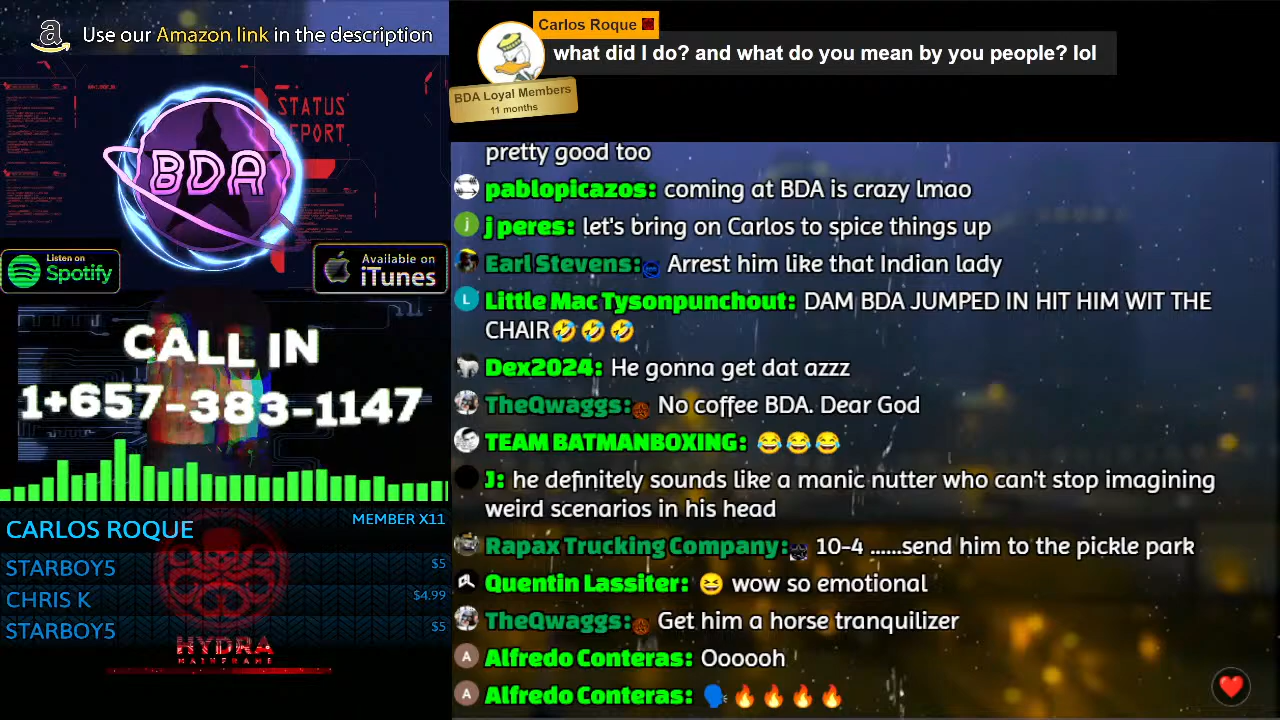 Use our Amazon link in the description
STATUS
REPORT
BDA
Listen on
Spotify
Available on
iTunes
CALL IN
1+657-383-1147
CARLOS ROQUE
MEMBER X11
STARBOY5
$5
CHRIS K
$4.99
STARBOY5
$5
HYDRA
MAINFRAME
Carlos Roque
what did I do? and what do you mean by you people? lol
BDA Loyal Members
11 months
pretty good too
pablopicazos: coming at BDA is crazy lmao
j
j peres: let's bring on Carlos to spice things up
Earl Stevens: Arrest him like that Indian lady
L
Little Mac Tysonpunchout: DAM BDA JUMPED IN HIT HIM WIT THE
CHAIR🤣🤣🤣
Dex2024: He gonna get dat azzz
TheQwaggs: No coffee BDA. Dear God
TEAM BATMANBOXING: 😂😂😂
J: he definitely sounds like a manic nutter who can't stop imagining
weird scenarios in his head
Rapax Trucking Company: 10-4 ......send him to the pickle park
Quentin Lassiter: 😆 wow so emotional
TheQwaggs: Get him a horse tranquilizer
A
Alfredo Conteras: Oooooh
A
Alfredo Conteras: 🗣🔥🔥🔥🔥